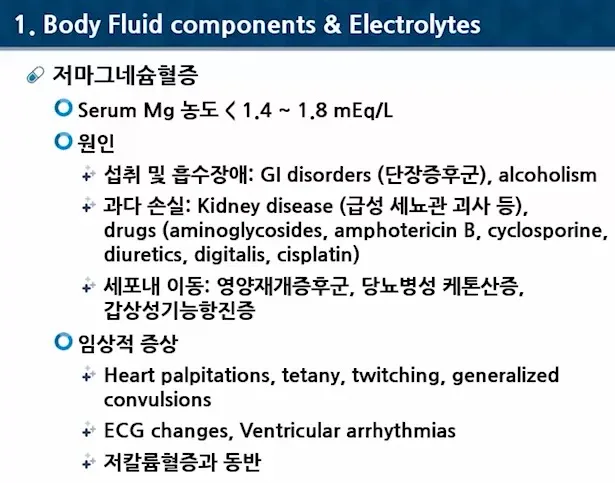 1. Body Fluid components & Electrolytes
저마그네슘혈증
Serum Mg 농도 < 1.4 ~ 1.8 mEq/L
원인
섭취 및 흡수장애: GI disorders (단장증후군), alcoholism
과다 손실: Kidney disease (급성 세뇨관 괴사 등),
drugs (aminoglycosides, amphotericin B, cyclosporine,
diuretics, digitalis, cisplatin)
세포내 이동: 영양재개증후군, 당뇨병성 케톤산증,
갑상성기능항진증
임상적 증상
Heart palpitations, tetany, twitching, generalized
convulsions
ECG changes, Ventricular arrhythmias
저칼륨혈증과 동반